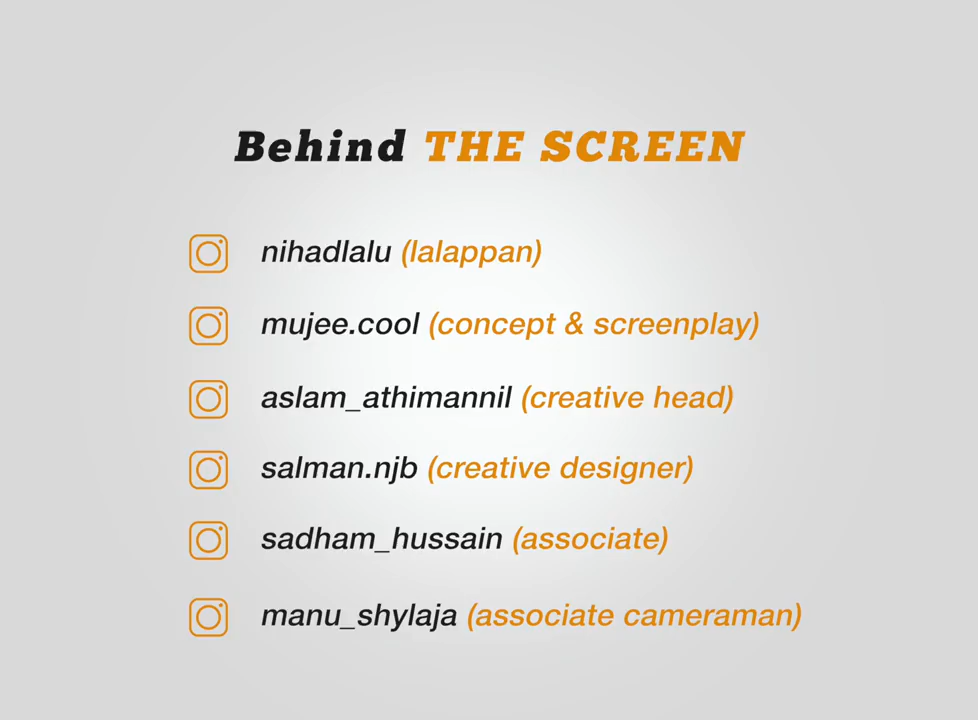 Behind THE SCREEN
nihadlalu (lalappan)
mujee.cool (concept & screenplay)
aslam_athimannil (creative head)
salman.njb (creative designer)
sadham_hussain (associate)
manu_shylaja (associate cameraman)